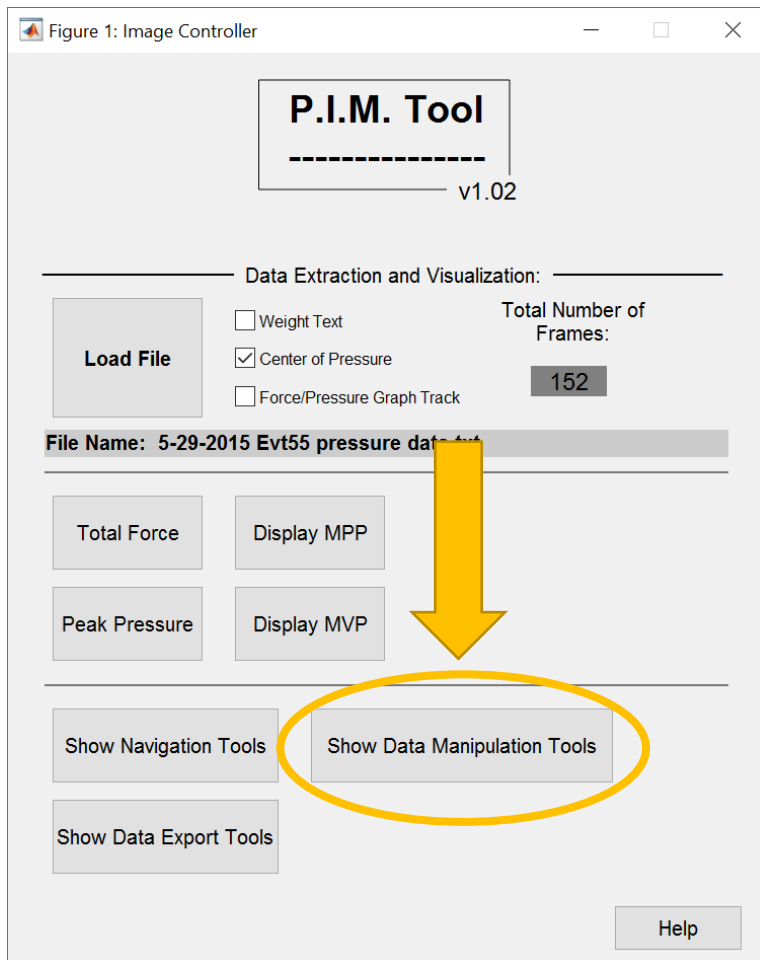 Figure 1: Image Controller
P.I.M. Tool
---------------
v1.02
Data Extraction and Visualization:
Load File
Weight Text
Center of Pressure
Force/Pressure Graph Track
Total Number of
Frames:
152
File Name: 5-29-2015 Evt55 pressure data.txt
Total Force
Display MPP
Peak Pressure
Display MVP
Show Navigation Tools
Show Data Manipulation Tools
Show Data Export Tools
Help